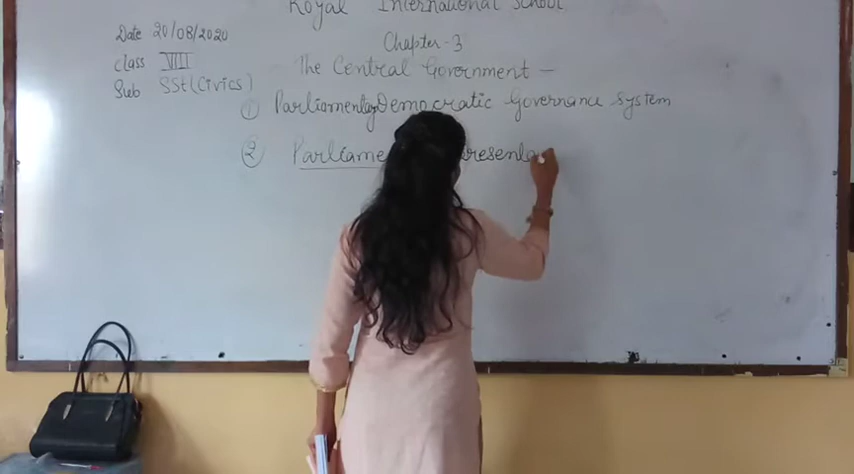 Royal International School
Date 20/08/2020
Chapter-3
Class VIII
The Central Government -
Sub SSt (Civics)
① Parliamentary Democratic Governance System
②